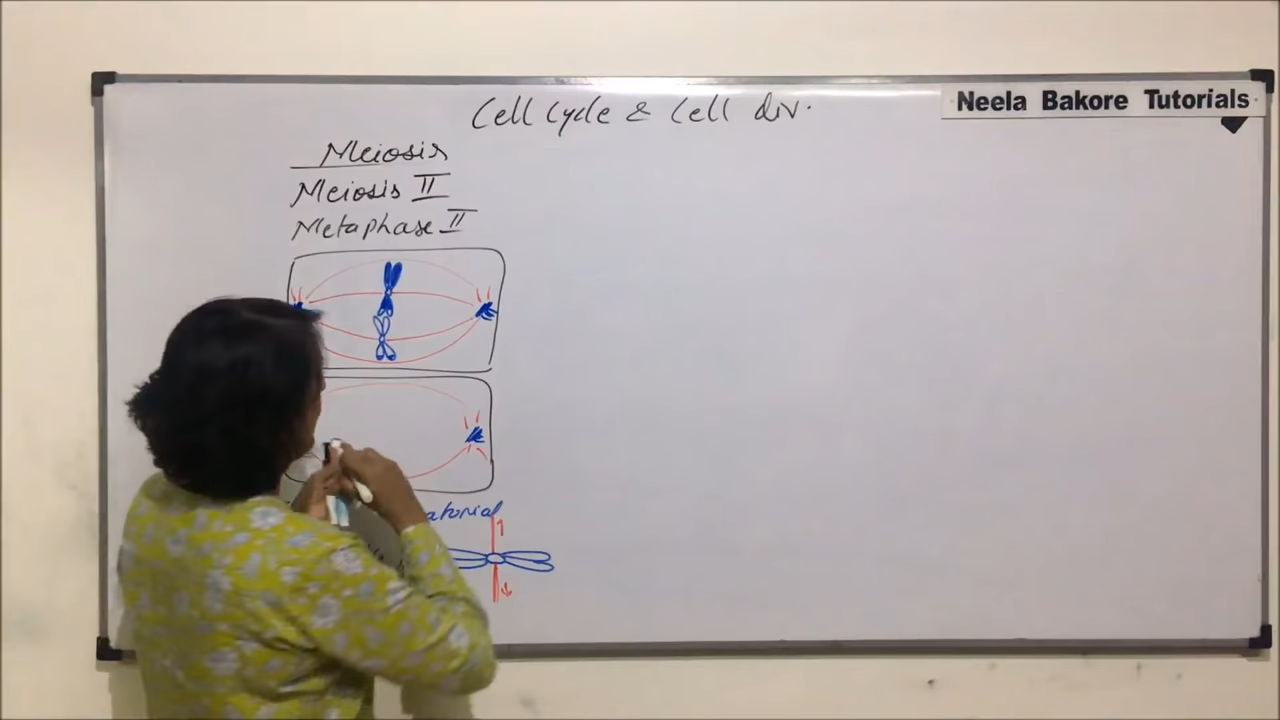 Cell Cycle & Cell div.
Neela Bakore Tutorials
Meiosis
Meiosis II
Metaphase II